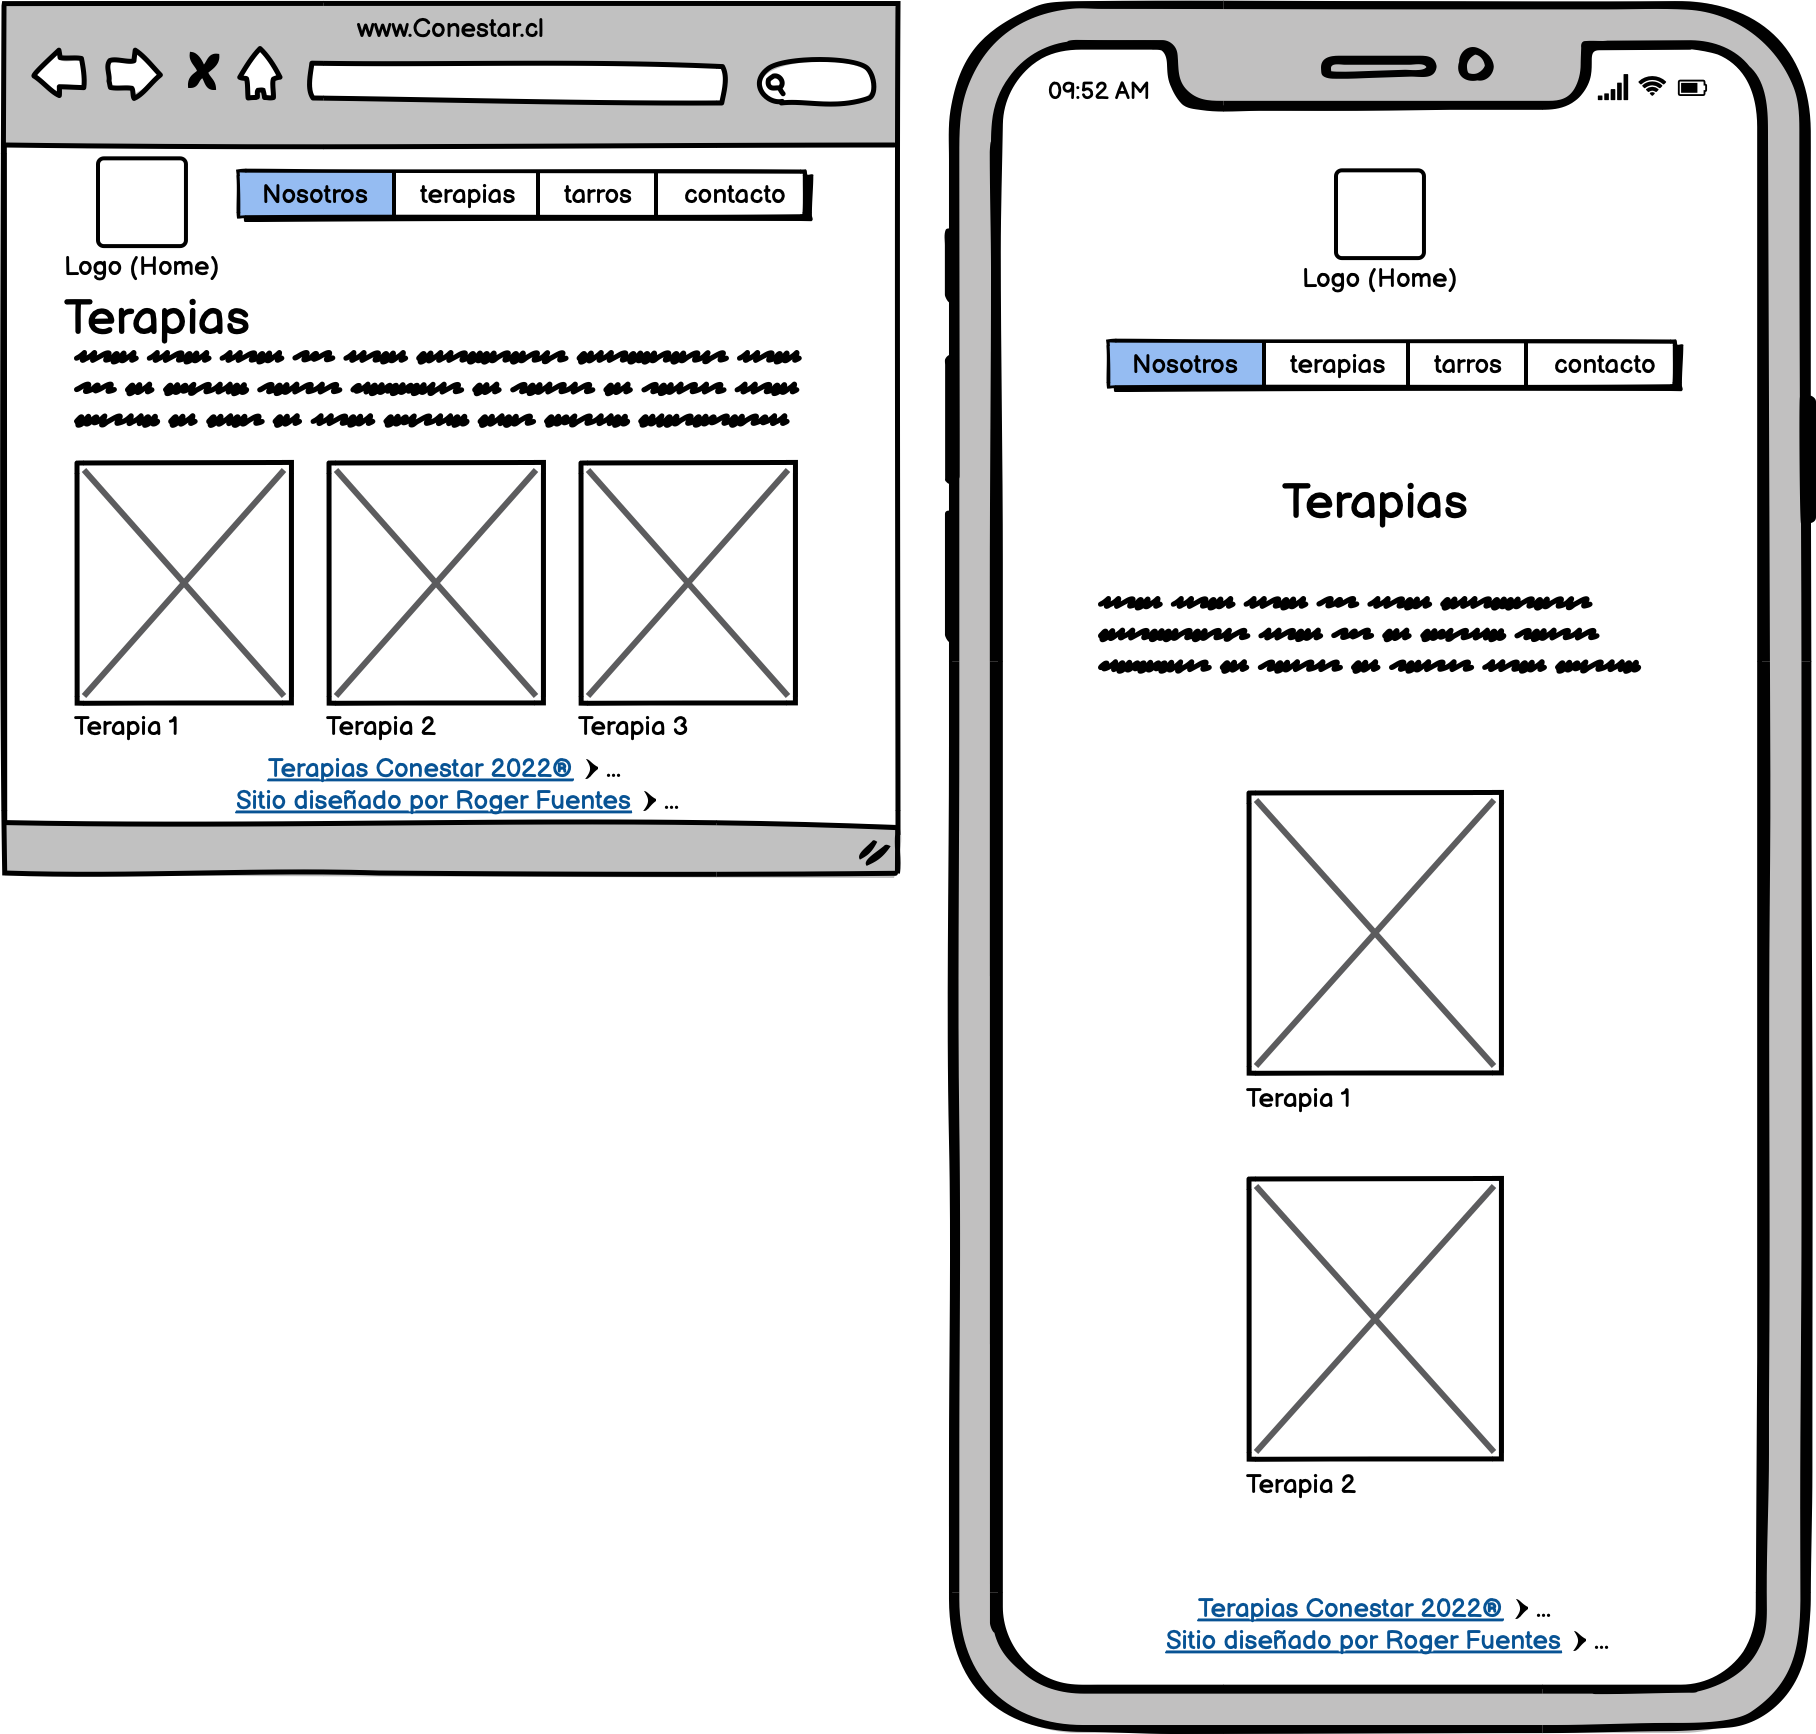 www.Conestar.cl
Nosotros terapias tarros contacto
Logo (Home)
Terapias
Terapia 1 Terapia 2 Terapia 3
Terapias Conestar 2022® > ...
Sitio diseñado por Roger Fuentes > ...
09:52 AM
Logo (Home)
Nosotros terapias tarros contacto
Terapias
Terapia 1
Terapia 2
Terapias Conestar 2022® > ...
Sitio diseñado por Roger Fuentes > ...